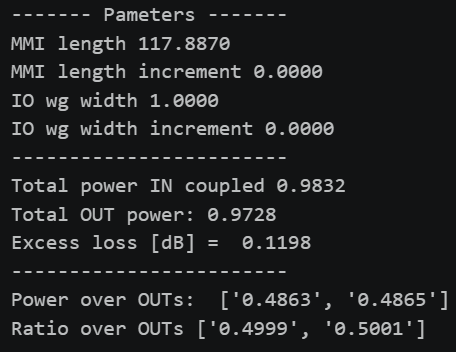 ------- Pameters -------
MMI length 117.8870
MMI length increment 0.0000
IO wg width 1.0000
IO wg width increment 0.0000
------------------------
Total power IN coupled 0.9832
Total OUT power: 0.9728
Excess loss [dB] =  0.1198
------------------------
Power over OUTs:  ['0.4863', '0.4865']
Ratio over OUTs ['0.4999', '0.5001']